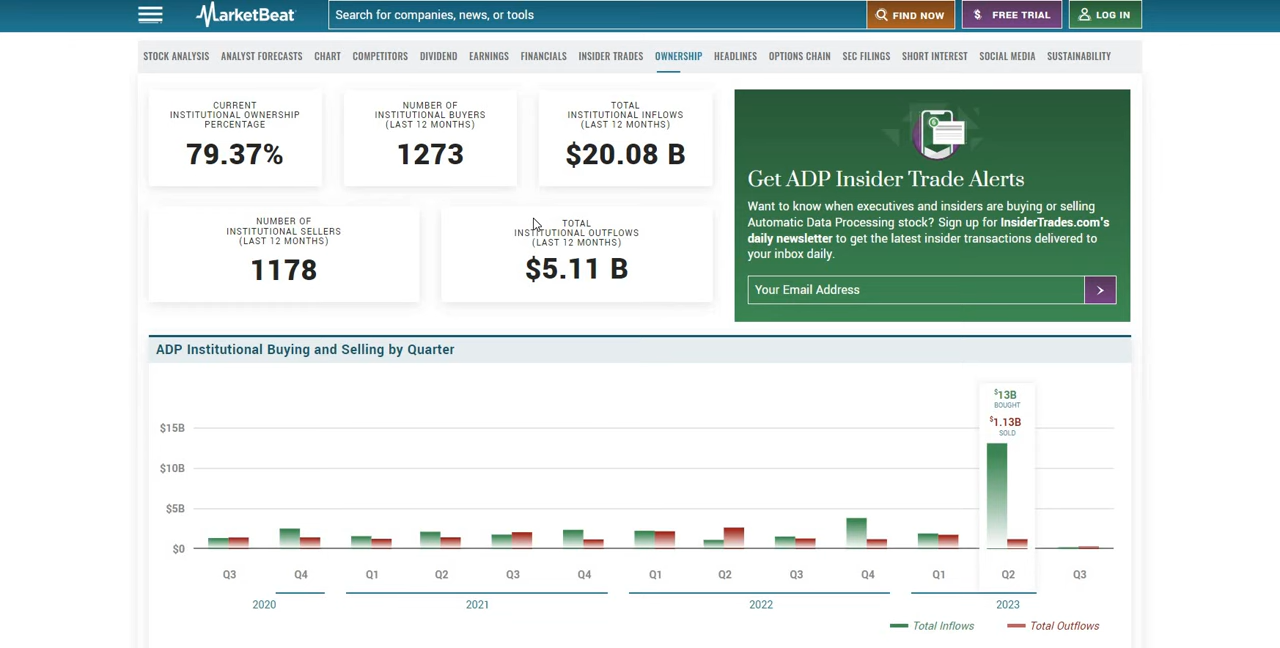 MarketBeat
Search for companies, news, or tools
FIND NOW
$ FREE TRIAL
LOG IN
STOCK ANALYSIS ANALYST FORECASTS CHART COMPETITORS DIVIDEND EARNINGS FINANCIALS INSIDER TRADES OWNERSHIP HEADLINES OPTIONS CHAIN SEC FILINGS SHORT INTEREST SOCIAL MEDIA SUSTAINABILITY
CURRENT
INSTITUTIONAL OWNERSHIP
PERCENTAGE
79.37%
NUMBER OF
INSTITUTIONAL BUYERS
(LAST 12 MONTHS)
1273
TOTAL
INSTITUTIONAL INFLOWS
(LAST 12 MONTHS)
$20.08 B
NUMBER OF
INSTITUTIONAL SELLERS
(LAST 12 MONTHS)
1178
TOTAL
INSTITUTIONAL OUTFLOWS
(LAST 12 MONTHS)
$5.11 B
Get ADP Insider Trade Alerts
Want to know when executives and insiders are buying or selling
Automatic Data Processing stock? Sign up for InsiderTrades.com's
daily newsletter to get the latest insider transactions delivered to
your inbox daily.
Your Email Address
ADP Institutional Buying and Selling by Quarter
$13B
BOUGHT
$1.13B
SOLD
$15B
$10B
$5B
$0
Q3 Q4 Q1 Q2 Q3 Q4 Q1 Q2 Q3 Q4 Q1 Q2 Q3
2020 2021 2022 2023
Total Inflows Total Outflows